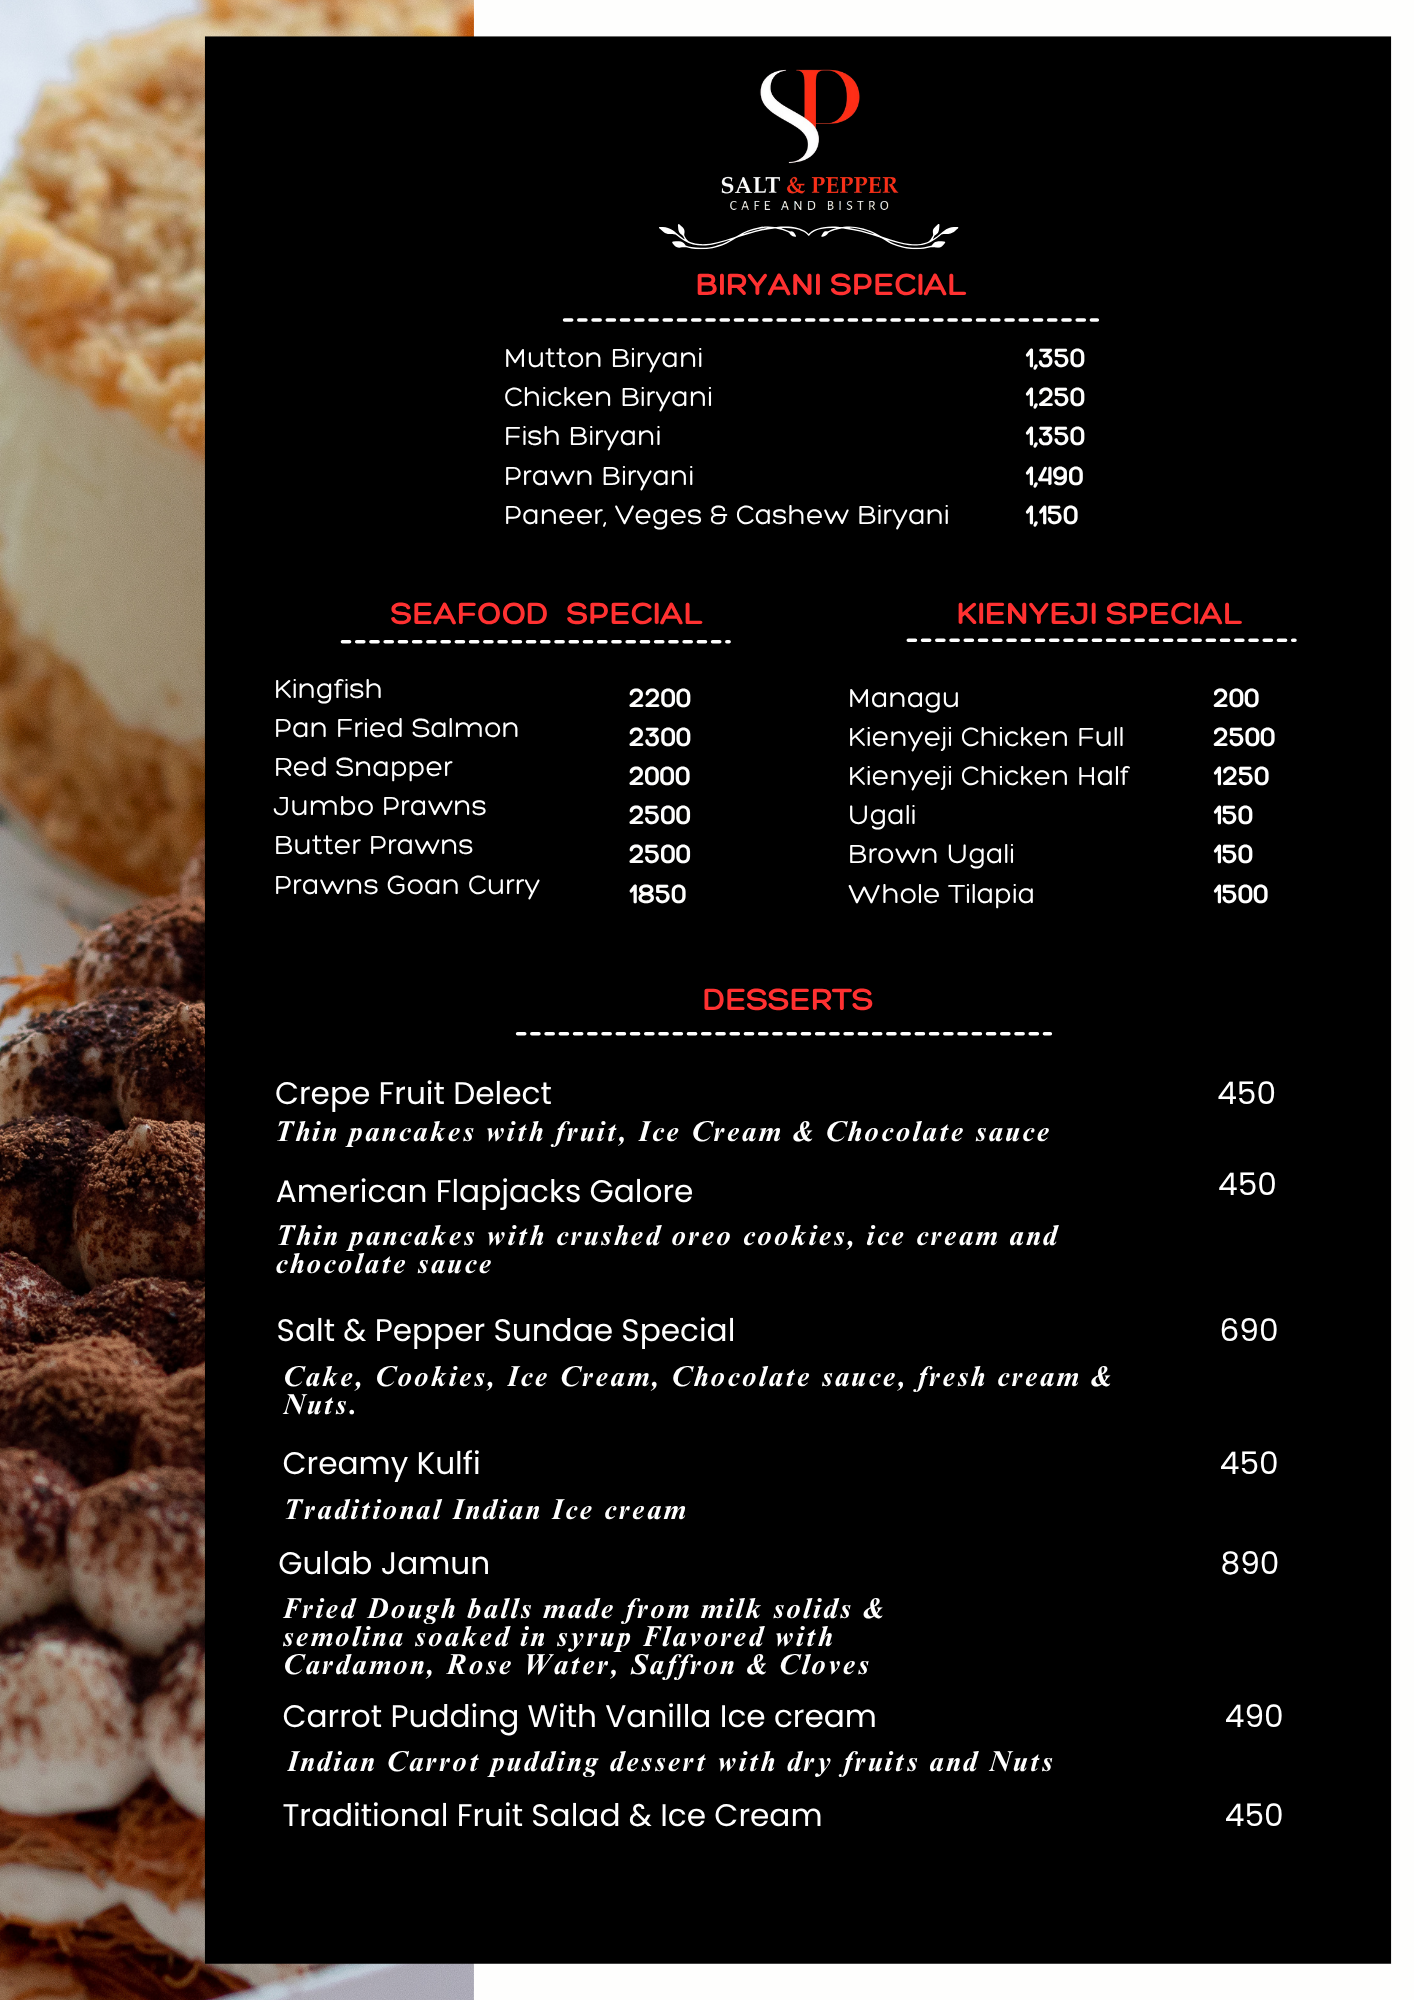 SP
SALT & PEPPER
CAFE AND BISTRO
BIRYANI SPECIAL
Mutton Biryani 1,350
Chicken Biryani 1,250
Fish Biryani 1,350
Prawn Biryani 1,490
Paneer, Veges & Cashew Biryani 1,150
SEAFOOD SPECIAL
Kingfish 2200
Pan Fried Salmon 2300
Red Snapper 2000
Jumbo Prawns 2500
Butter Prawns 2500
Prawns Goan Curry 1850
KIENYEJI SPECIAL
Managu 200
Kienyeji Chicken Full 2500
Kienyeji Chicken Half 1250
Ugali 150
Brown Ugali 150
Whole Tilapia 1500
DESSERTS
Crepe Fruit Delect 450
Thin pancakes with fruit, Ice Cream & Chocolate sauce
American Flapjacks Galore 450
Thin pancakes with crushed oreo cookies, ice cream and
chocolate sauce
Salt & Pepper Sundae Special 690
Cake, Cookies, Ice Cream, Chocolate sauce, fresh cream &
Nuts.
Creamy Kulfi 450
Traditional Indian Ice cream
Gulab Jamun 890
Fried Dough balls made from milk solids &
semolina soaked in syrup Flavored with
Cardamon, Rose Water, Saffron & Cloves
Carrot Pudding With Vanilla Ice cream 490
Indian Carrot pudding dessert with dry fruits and Nuts
Traditional Fruit Salad & Ice Cream 450